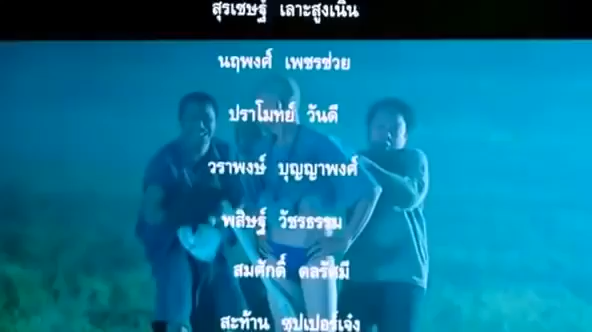 สุรเชษฐ์ เลาะสูงเนิน
นฤพงศ์ เพชรช่วย
ปราโมทย์ วันดี
วราพงษ์ บุญญาพงศ์
พสิษฐ์ วัชรธรรม
สมศักดิ์ ดลรัศมี
สะท้าน ซุปเปอร์เจ๋ง